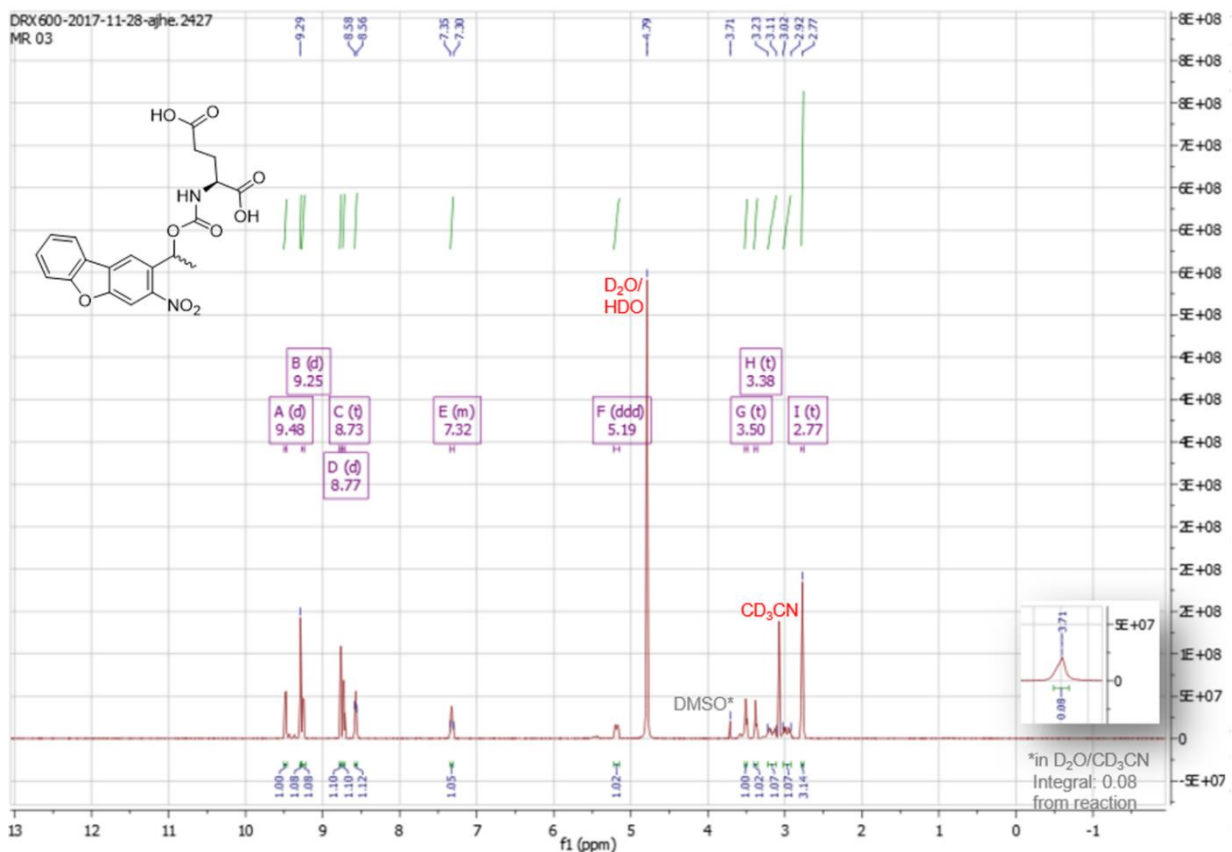 DRX600-2017-11-28-ajhe.2427
MR 03
9.29
8.58
8.56
7.35
7.30
4.79
3.71
3.23
3.11
3.02
2.92
2.77
8E+08
8E+08
8E+08
7E+08
6E+08
6E+08
6E+08
5E+08
4E+08
4E+08
4E+08
3E+08
2E+08
2E+08
2E+08
1E+08
5E+07
0
-5E+07
HO
O
O
HN
OH
O
O
O
NO2
D2O/
HDO
B (d)
9.25
H (t)
3.38
A (d)
9.48
C (t)
8.73
E (m)
7.32
F (ddd)
5.19
G (t)
3.50
I (t)
2.77
D (d)
8.77
CD3CN
DMSO*
3.71
5E+07
0
0.08
*in D2O/CD3CN
Integral: 0.08
from reaction
1.00
1.08
1.08
1.10
1.10
1.12
1.05
1.02
1.00
1.02
1.07
1.07
3.14
13 12 11 10 9 8 7 6 5 4 3 2 1 0 -1
f1 (ppm)